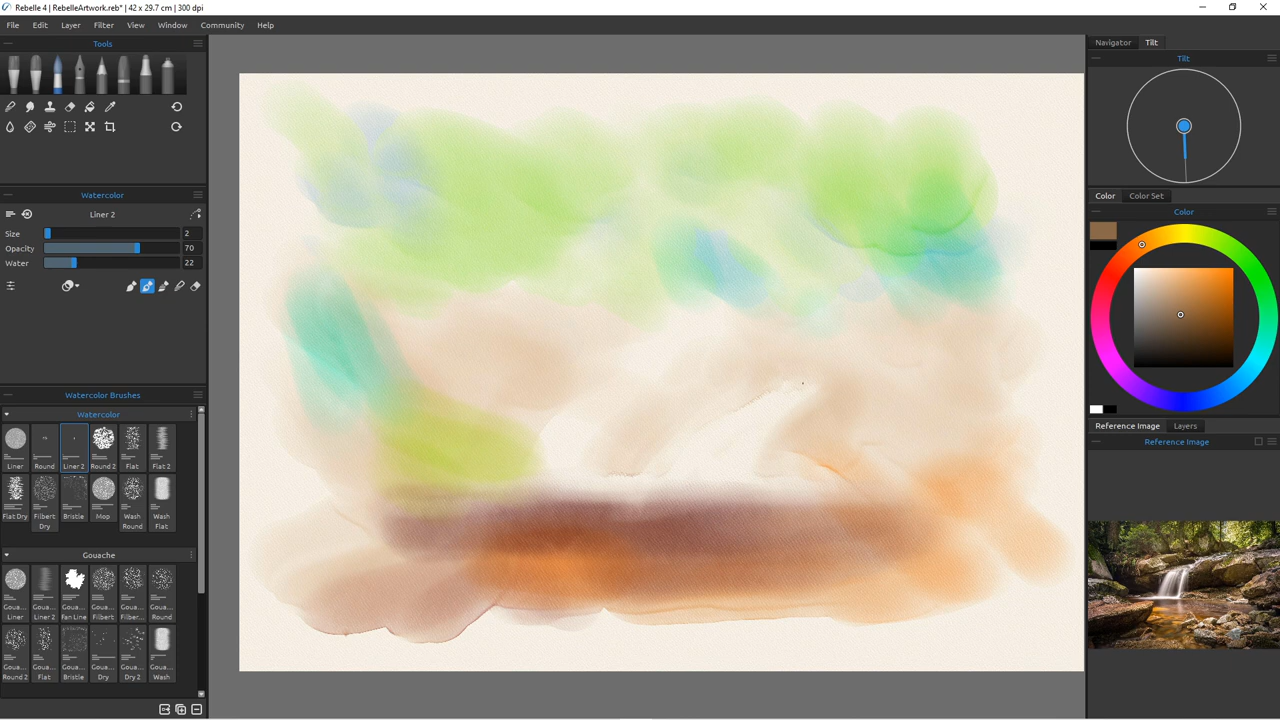 Rebelle 4 | RebelleArtwork.reb* | 42 x 29.7 cm | 300 dpi
File Edit Layer Filter View Window Community Help
Tools
Watercolor
Liner 2
Size 2
Opacity 70
Water 22
Watercolor Brushes
Watercolor
Liner Round Liner 2 Round 2 Flat Flat 2
Flat Dry Filbert Dry Bristle Mop Wash Round Wash Flat
Gouache
Goua... Liner Goua... Liner 2 Goua... Fan Line Goua... Filbert Goua... Filber... Goua... Round
Goua... Round 2 Goua... Flat Goua... Bristle Goua... Dry Goua... Dry 2 Goua... Wash
Navigator Tilt
Tilt
Color Color Set
Color
Reference Image Layers
Reference Image